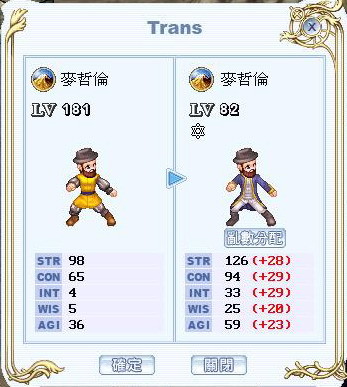 Trans
X
麥哲倫
LV 181
STR 98
CON 65
INT 4
WIS 5
AGI 36
麥哲倫
LV 82
亂數分配
STR 126 (+28)
CON 94 (+29)
INT 33 (+29)
WIS 25 (+20)
AGI 59 (+23)
確定
關閉